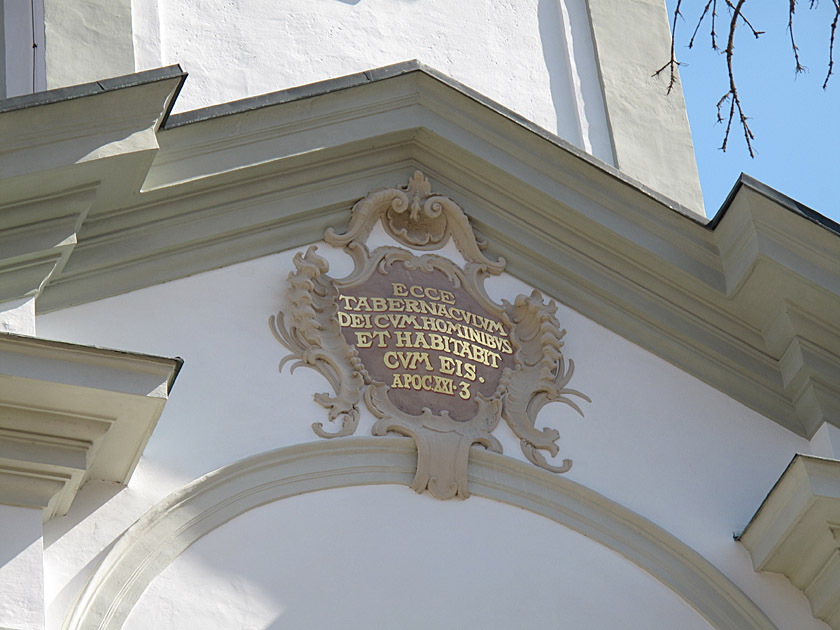 ECCE
TABERNACVLVM
DEI CVM HOMINIBVS
ET HABITABIT
CVM EIS.
APOC. XXI. 3